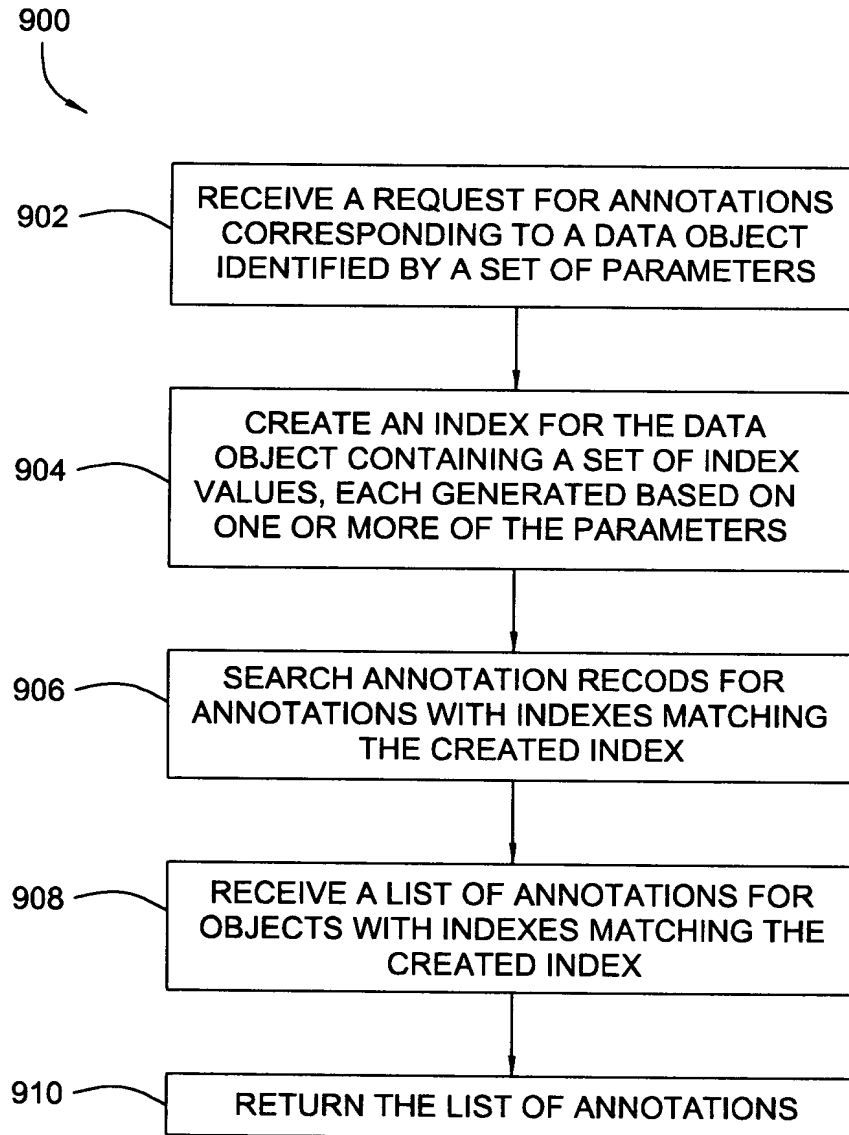 900
902
RECEIVE A REQUEST FOR ANNOTATIONS
CORRESPONDING TO A DATA OBJECT
IDENTIFIED BY A SET OF PARAMETERS
904
CREATE AN INDEX FOR THE DATA
OBJECT CONTAINING A SET OF INDEX
VALUES, EACH GENERATED BASED ON
ONE OR MORE OF THE PARAMETERS
906
SEARCH ANNOTATION RECODS FOR
ANNOTATIONS WITH INDEXES MATCHING
THE CREATED INDEX
908
RECEIVE A LIST OF ANNOTATIONS FOR
OBJECTS WITH INDEXES MATCHING THE
CREATED INDEX
910
RETURN THE LIST OF ANNOTATIONS